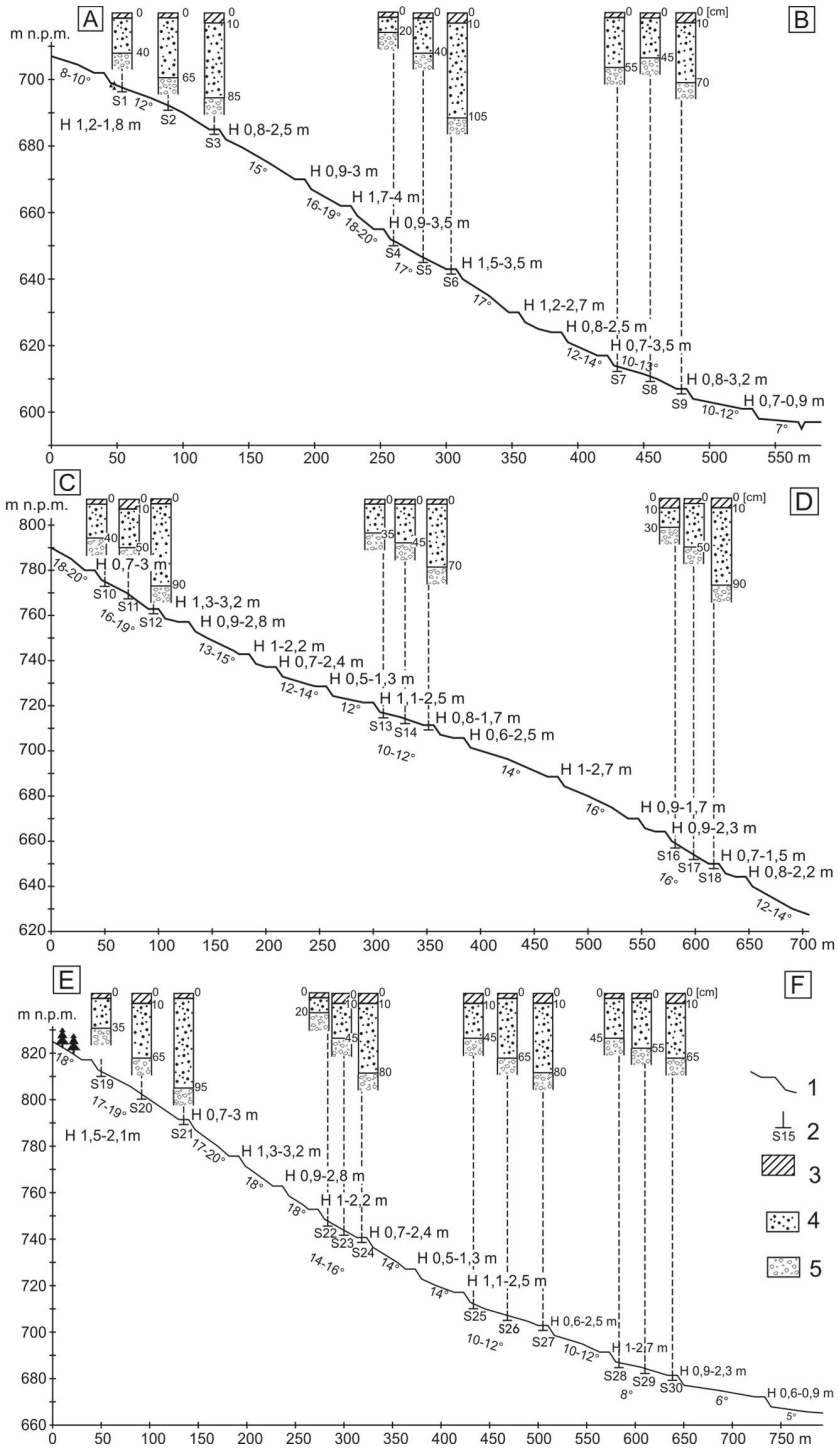 A
B
0 0 0
10
40
65
85
0 0 0
10
20
40
105
0 0 0 [cm]
10
55
45
70
m n.p.m.
700
680
660
640
620
600
8-10°
S1
12°
S2
S3
H 1,2-1,8 m
H 0,8-2,5 m
15°
H 0,9-3 m
16-19°
H 1,7-4 m
18-20°
H 0,9-3,5 m
S4
17°
S5
S6
H 1,5-3,5 m
17°
H 1,2-2,7 m
H 0,8-2,5 m
12-14°
H 0,7-3,5 m
10-13°
S7
S8
S9
H 0,8-3,2 m
10-12°
H 0,7-0,9 m
7°
0 50 100 150 200 250 300 350 400 450 500 550 m
C
D
0 0 0
10
40
50
90
0 0 0
35
45
70
0 0 0 [cm]
10 10
30
50
90
m n.p.m.
800
780
760
740
720
700
680
660
640
620
18-20°
H 0,7-3 m
S10
S11
S12
16-19°
H 1,3-3,2 m
H 0,9-2,8 m
13-15°
H 1-2,2 m
H 0,7-2,4 m
12-14°
H 0,5-1,3 m
12°
H 1,1-2,5 m
S13
S14
10-12°
H 0,8-1,7 m
H 0,6-2,5 m
14°
H 1-2,7 m
16°
H 0,9-1,7 m
H 0,9-2,3 m
S16
S17
S18
16°
H 0,7-1,5 m
H 0,8-2,2 m
12-14°
0 50 100 150 200 250 300 350 400 450 500 550 600 650 700 m
E
F
0 0 0
10
35
65
95
0 0 0
10 10
20
45
80
0 0 0
10 10
45
65
80
0 0 0 [cm]
10
45
55
65
m n.p.m.
820
800
780
760
740
720
700
680
660
18°
S19
17-19°
S20
S21
H 1,5-2,1m
H 0,7-3 m
17-20°
H 1,3-3,2 m
18°
H 0,9-2,8 m
18°
H 1-2,2 m
S22
S23
S24
14-16°
H 0,7-2,4 m
14°
H 0,5-1,3 m
14°
H 1,1-2,5 m
S25
S26
S27
10-12°
H 0,6-2,5 m
10-12°
H 1-2,7 m
S28
S29
S30
8°
H 0,9-2,3 m
6°
H 0,6-0,9 m
5°
0 50 100 150 200 250 300 350 400 450 500 550 600 650 700 750 m
1
S15
2
3
4
5